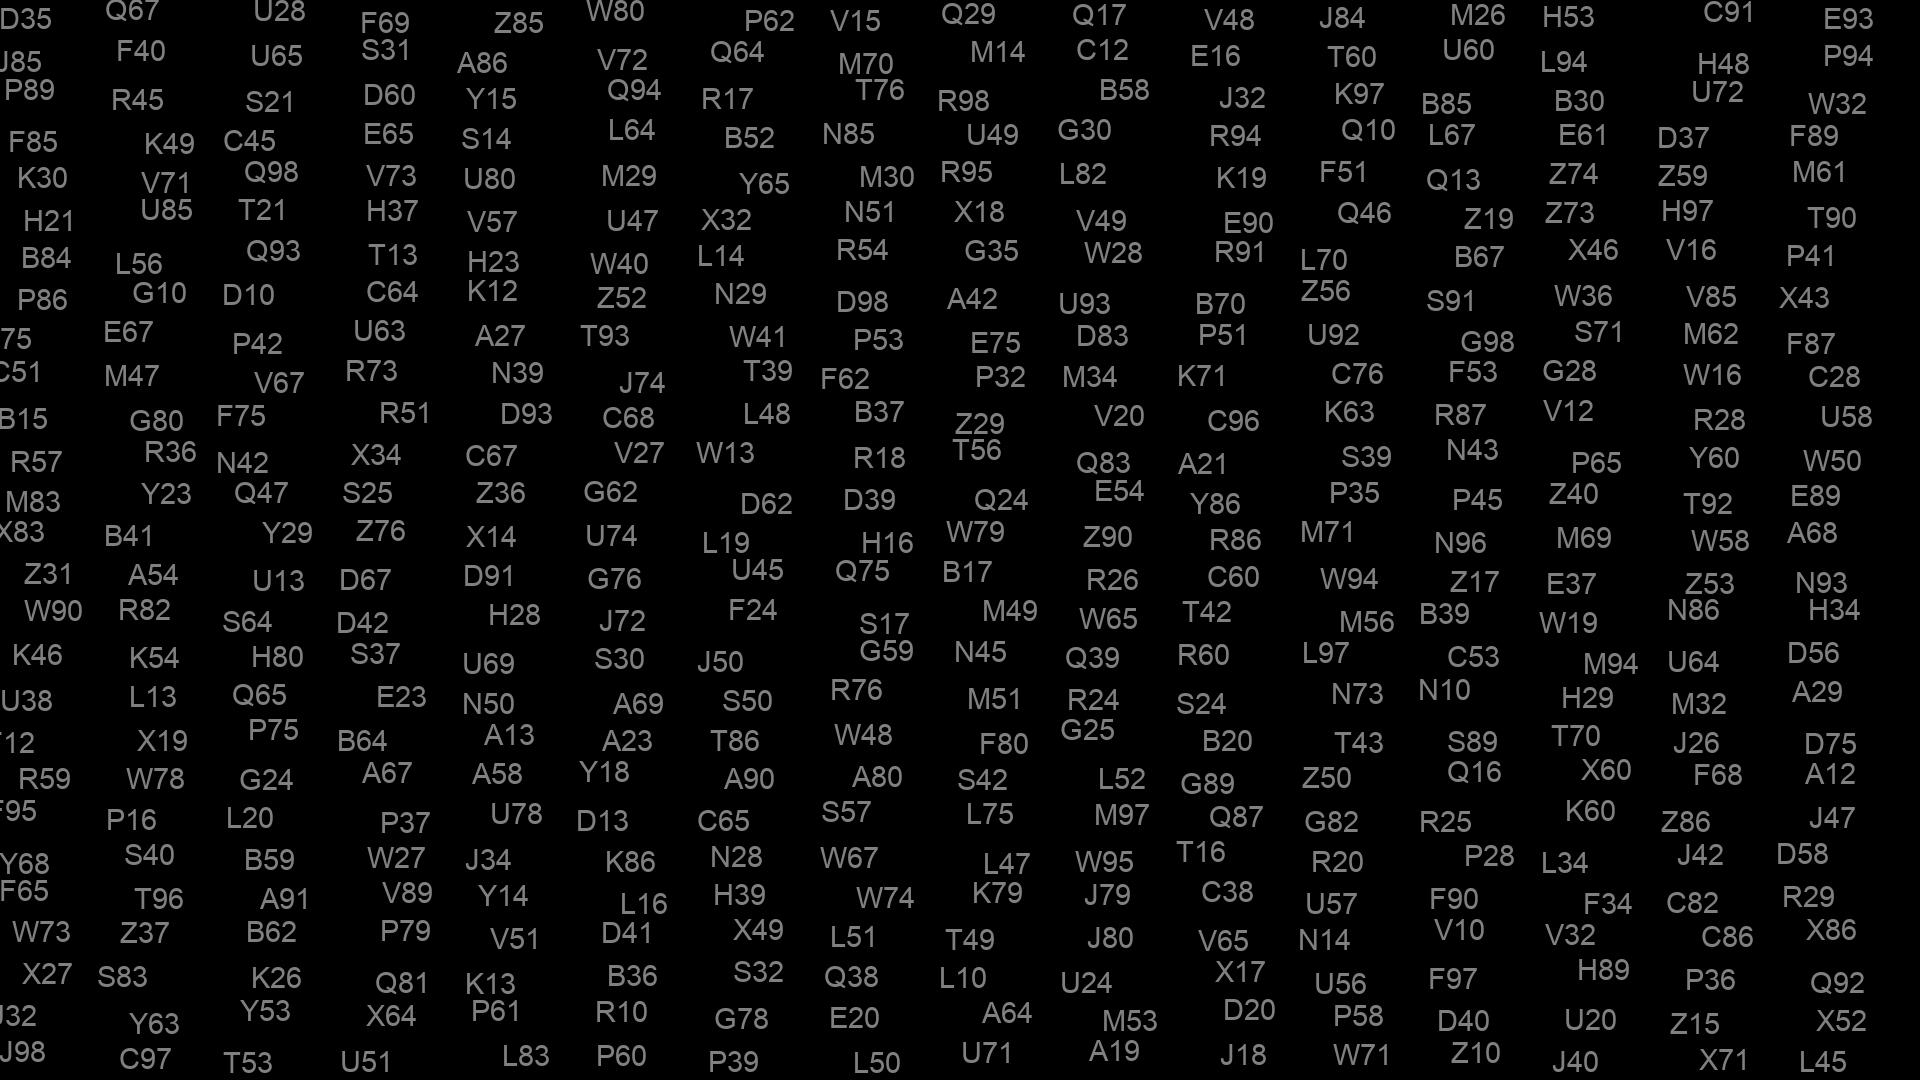 D35 Q67 U28 F69 Z85 W80 P62 V15 Q29 Q17 V48 J84 M26 H53 C91 E93
J85 F40 U65 S31 A86 V72 Q64 M70 M14 C12 E16 T60 U60 L94 H48 P94
P89 R45 S21 D60 Y15 Q94 R17 T76 R98 B58 J32 K97 B85 B30 U72 W32
F85 K49 C45 E65 S14 L64 B52 N85 U49 G30 R94 Q10 L67 E61 D37 F89
K30 V71 Q98 V73 U80 M29 Y65 M30 R95 L82 K19 F51 Q13 Z74 Z59 M61
H21 U85 T21 H37 V57 U47 X32 N51 X18 V49 E90 Q46 Z19 Z73 H97 T90
B84 L56 Q93 T13 H23 W40 L14 R54 G35 W28 R91 L70 B67 X46 V16 P41
P86 G10 D10 C64 K12 Z52 N29 D98 A42 U93 B70 Z56 S91 W36 V85 X43
75 E67 P42 U63 A27 T93 W41 P53 E75 D83 P51 U92 G98 S71 M62 F87
C51 M47 V67 R73 N39 J74 T39 F62 P32 M34 K71 C76 F53 G28 W16 C28
B15 G80 F75 R51 D93 C68 L48 B37 Z29 V20 C96 K63 R87 V12 R28 U58
R57 R36 N42 X34 C67 V27 W13 R18 T56 Q83 A21 S39 N43 P65 Y60 W50
M83 Y23 Q47 S25 Z36 G62 D62 D39 Q24 E54 Y86 P35 P45 Z40 T92 E89
X83 B41 Y29 Z76 X14 U74 L19 H16 W79 Z90 R86 M71 N96 M69 W58 A68
Z31 A54 U13 D67 D91 G76 U45 Q75 B17 R26 C60 W94 Z17 E37 Z53 N93
W90 R82 S64 D42 H28 J72 F24 S17 M49 W65 T42 M56 B39 W19 N86 H34
K46 K54 H80 S37 U69 S30 J50 G59 N45 Q39 R60 L97 C53 M94 U64 D56
U38 L13 Q65 E23 N50 A69 S50 R76 M51 R24 S24 N73 N10 H29 M32 A29
12 X19 P75 B64 A13 A23 T86 W48 F80 G25 B20 T43 S89 T70 J26 D75
R59 W78 G24 A67 A58 Y18 A90 A80 S42 L52 G89 Z50 Q16 X60 F68 A12
F95 P16 L20 P37 U78 D13 C65 S57 L75 M97 Q87 G82 R25 K60 Z86 J47
Y68 S40 B59 W27 J34 K86 N28 W67 L47 W95 T16 R20 P28 L34 J42 D58
F65 T96 A91 V89 Y14 L16 H39 W74 K79 J79 C38 U57 F90 F34 C82 R29
W73 Z37 B62 P79 V51 D41 X49 L51 T49 J80 V65 N14 V10 V32 C86 X86
X27 S83 K26 Q81 K13 B36 S32 Q38 L10 U24 X17 U56 F97 H89 P36 Q92
32 Y63 Y53 X64 P61 R10 G78 E20 A64 M53 D20 P58 D40 U20 Z15 X52
J98 C97 T53 U51 L83 P60 P39 L50 U71 A19 J18 W71 Z10 J40 X71 L45